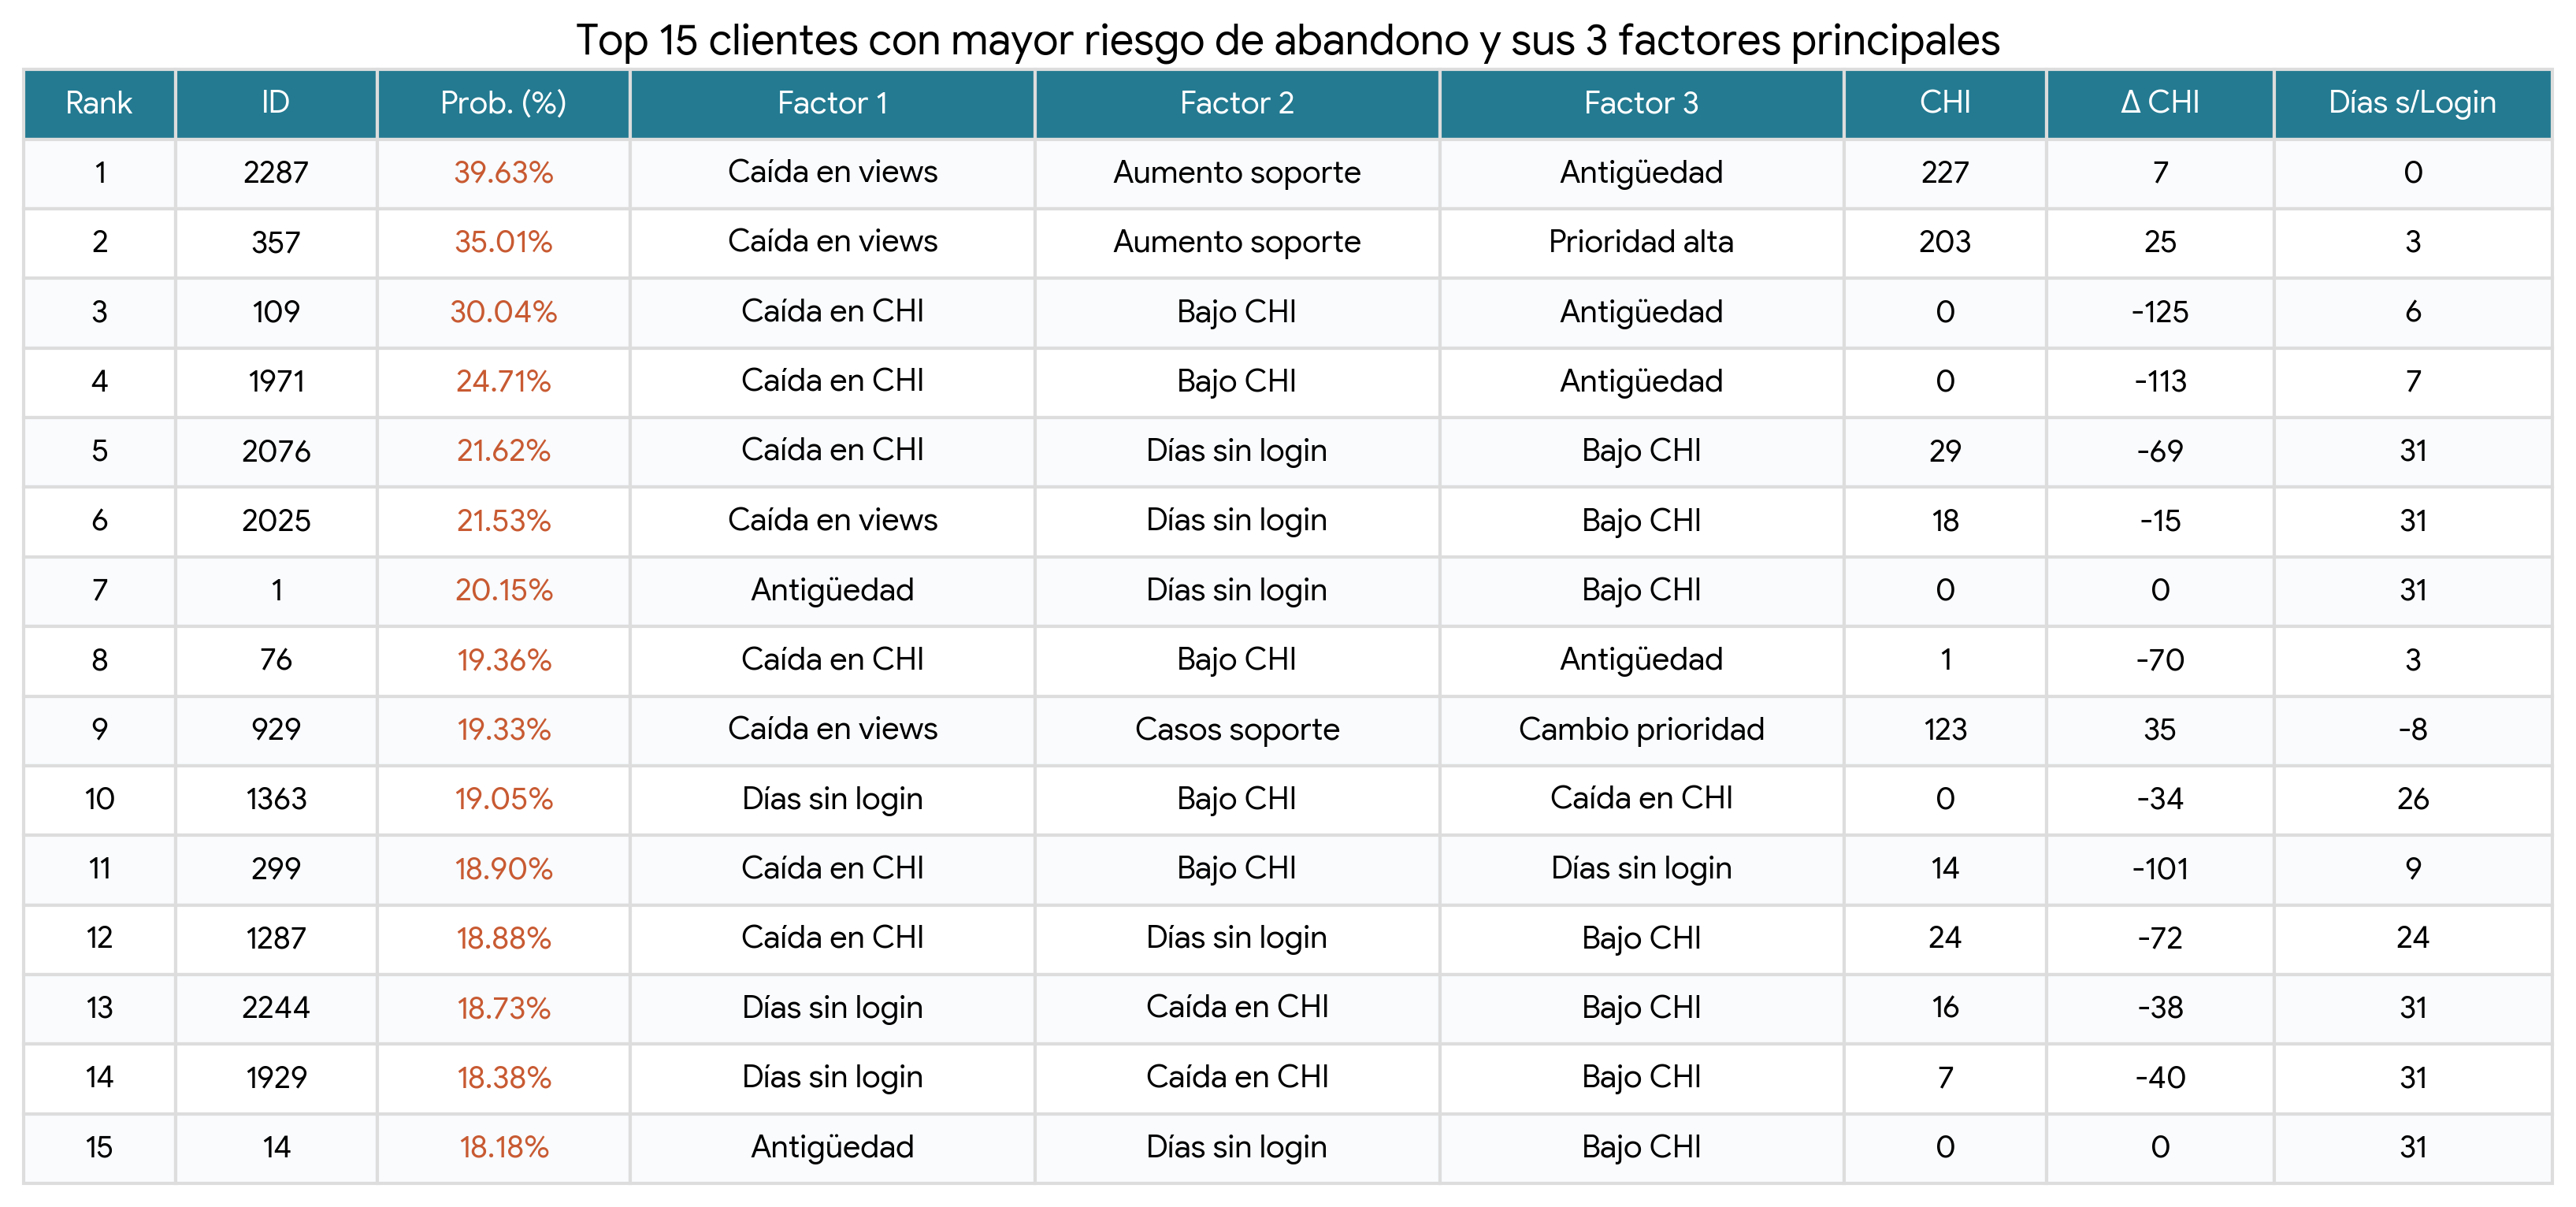 Top 15 clientes con mayor riesgo de abandono y sus 3 factores principales
Rank ID Prob. (%) Factor 1 Factor 2 Factor 3 CHI Δ CHI Días s/Login
1 2287 39.63% Caída en views Aumento soporte Antigüedad 227 7 0
2 357 35.01% Caída en views Aumento soporte Prioridad alta 203 25 3
3 109 30.04% Caída en CHI Bajo CHI Antigüedad 0 -125 6
4 1971 24.71% Caída en CHI Bajo CHI Antigüedad 0 -113 7
5 2076 21.62% Caída en CHI Días sin login Bajo CHI 29 -69 31
6 2025 21.53% Caída en views Días sin login Bajo CHI 18 -15 31
7 1 20.15% Antigüedad Días sin login Bajo CHI 0 0 31
8 76 19.36% Caída en CHI Bajo CHI Antigüedad 1 -70 3
9 929 19.33% Caída en views Casos soporte Cambio prioridad 123 35 -8
10 1363 19.05% Días sin login Bajo CHI Caída en CHI 0 -34 26
11 299 18.90% Caída en CHI Bajo CHI Días sin login 14 -101 9
12 1287 18.88% Caída en CHI Días sin login Bajo CHI 24 -72 24
13 2244 18.73% Días sin login Caída en CHI Bajo CHI 16 -38 31
14 1929 18.38% Días sin login Caída en CHI Bajo CHI 7 -40 31
15 14 18.18% Antigüedad Días sin login Bajo CHI 0 0 31